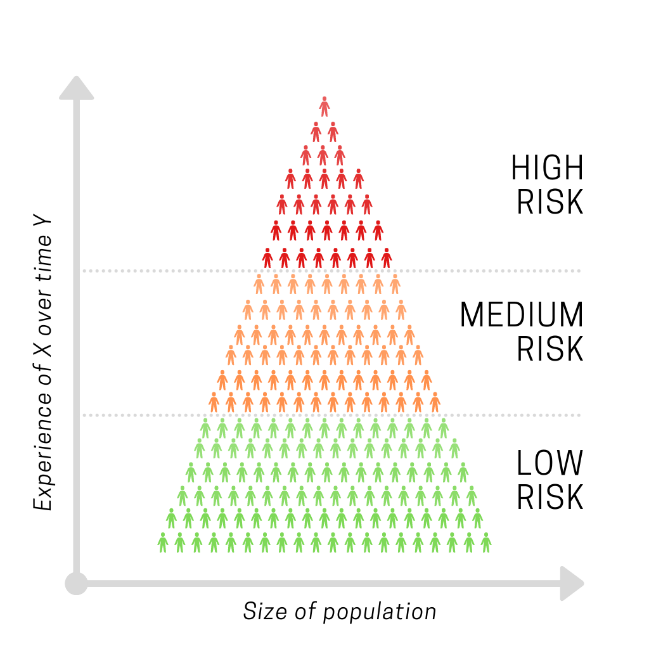 HIGH
RISK
MEDIUM
RISK
LOW
RISK
Experience of X over time Y
Size of population